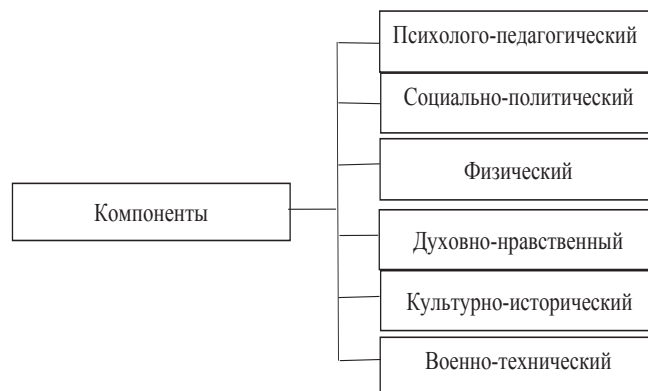 Психолого-педагогический
Социально-политический
Физический
Компоненты
Духовно-нравственный
Культурно-исторический
Военно-технический